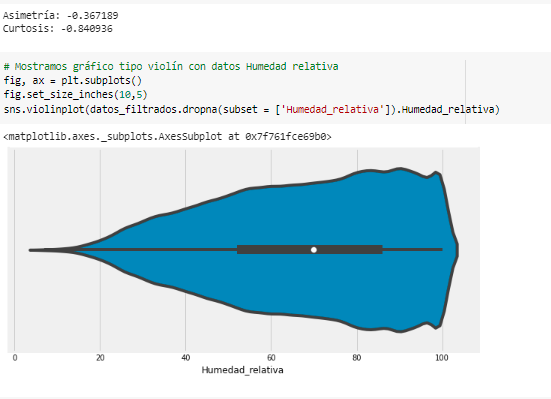 Asimetría: -0.367189
Curtosis: -0.840936
# Mostramos gráfico tipo violín con datos Humedad relativa
fig, ax = plt.subplots()
fig.set_size_inches(10,5)
sns.violinplot(datos_filtrados.dropna(subset = ['Humedad_relativa']).Humedad_relativa)
<matplotlib.axes._subplots.AxesSubplot at 0x7f761fce69b0>
0 20 40 60 80 100
Humedad_relativa